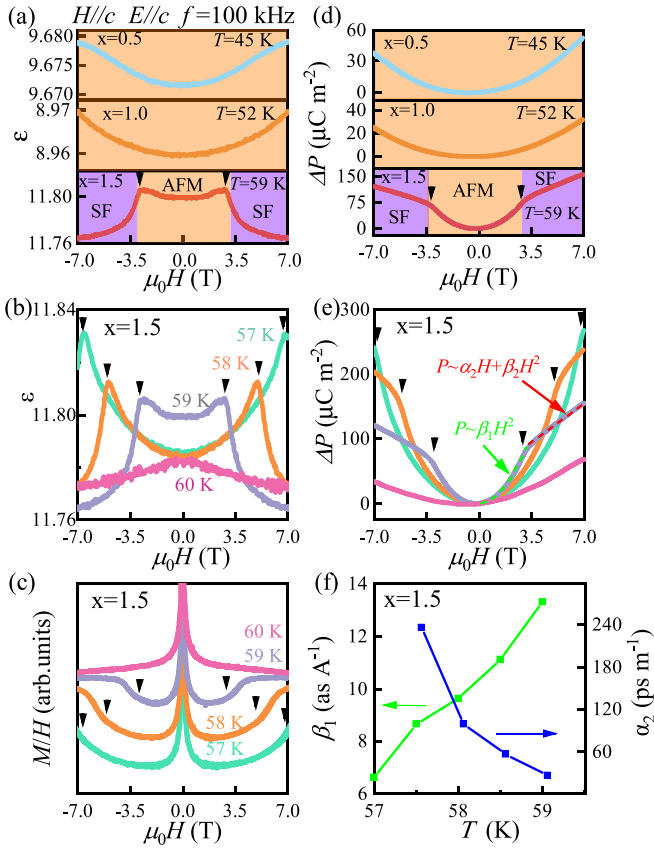 (a) H//c E//c f=100 kHz (d)
9.680
9.675
9.670
x=0.5 T=45 K
8.97
8.96
x=1.0 T=52 K
11.80
11.76
x=1.5 AFM T=59 K
SF SF
ε
-7.0 -3.5 0.0 3.5 7.0
μ0H (T)
60
40
20
0
x=0.5 T=45 K
40
20
0
x=1.0 T=52 K
150
75
0
x=1.5 AFM SF
SF T=59 K
ΔP (μC m-2)
-7.0 -3.5 0.0 3.5 7.0
μ0H (T)
(b)
11.84
11.80
11.76
ε
x=1.5
57 K
58 K
59 K
60 K
-7.0 -3.5 0.0 3.5 7.0
μ0H (T)
(e)
300
200
100
0
ΔP (μC m-2)
x=1.5
P~α2H+β2H2
P~β1H2
-7.0 -3.5 0.0 3.5 7.0
μ0H (T)
(c)
M/H (arb.units)
x=1.5
60 K
59 K
58 K
57 K
-7.0 -3.5 0.0 3.5 7.0
μ0H (T)
(f)
x=1.5
14
12
10
8
6
β1 (as A-1)
240
180
120
60
0
α2 (ps m-1)
57 58 59
T (K)